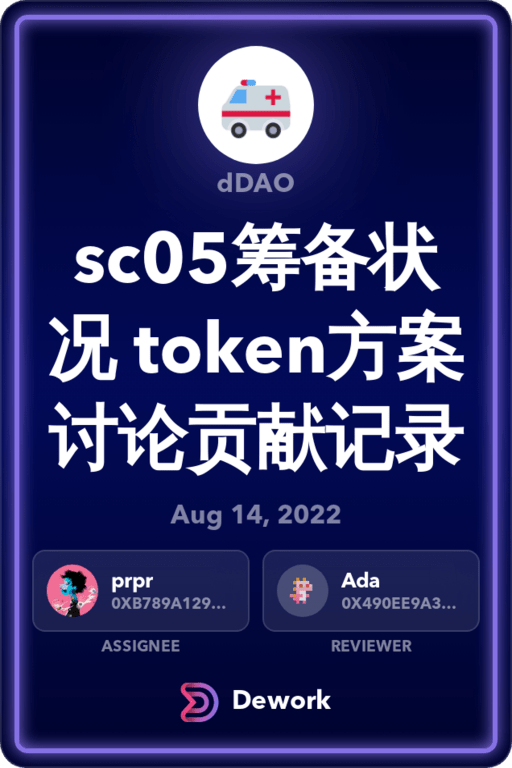 dDAO
sc05筹备状
况 token方案
讨论贡献记录
Aug 14, 2022
prpr
0XB789A129...
Ada
0X490EE9A3...
ASSIGNEE
REVIEWER
Dework